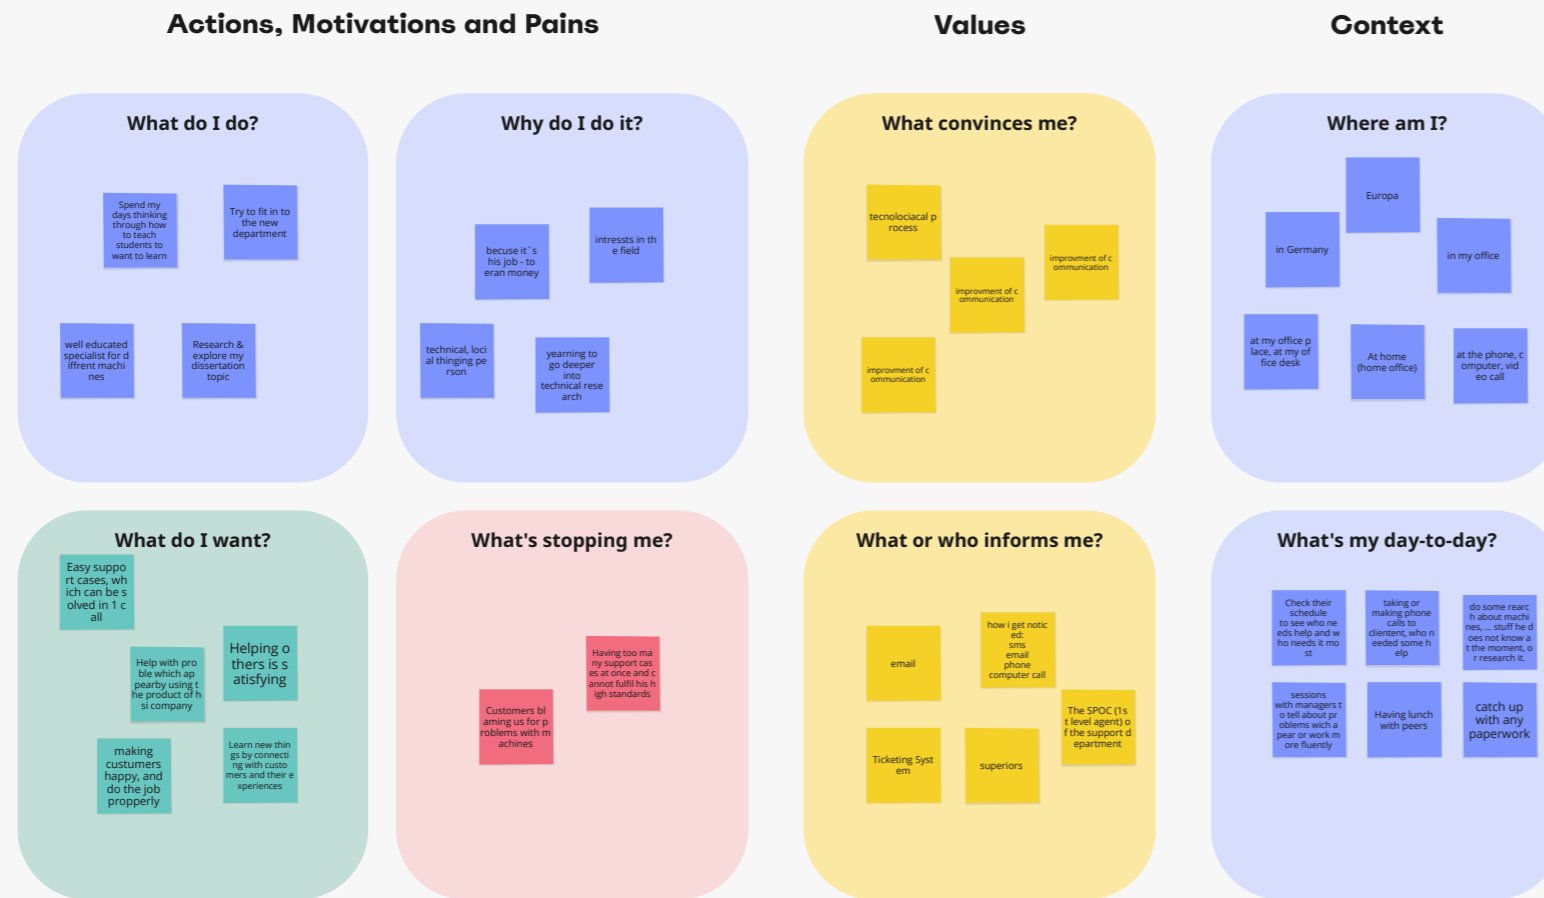 Actions, Motivations and Pains
Values
Context
What do I do?
Spend my
days thinking
through how
to teach
students to
want to learn
Try to fit in to
the new
department
well educated
specialist for d
iffrent machi
nes
Research &
explore my
dissertation
topic
Why do I do it?
becuse it`s
his job - to
eran money
intressts in th
e field
technical, loci
al thinging pe
rson
yearning to
go deeper
into
technical rese
arch
What convinces me?
tecnolociacal p
rocess
improvment of c
ommunication
improvment of c
ommunication
improvment of c
ommunication
Where am I?
Europa
in Germany
in my office
at my office p
lace, at my of
fice desk
At home
(home office)
at the phone, c
omputer, vid
eo call
What do I want?
Easy suppo
rt cases, wh
ich can be s
olved in 1 c
all
Help with pro
ble which ap
pearby using t
he product of h
si company
Helping o
thers is s
atisfying
making
custumers
happy, and
do the job
propperly
Learn new thin
gs by connecti
ng with custo
mers and their e
xperiences
What's stopping me?
Having too ma
ny support cas
es at once and c
annot fulfil his h
igh standards
Customers bl
aming us for p
roblems with m
achines
What or who informs me?
email
how i get notic
ed:
sms
email
phone
computer call
The SPOC (1s
t level agent) o
f the support d
epartment
Ticketing Syst
em
superiors
What's my day-to-day?
Check their
schedule
to see who ne
eds help and w
ho needs it mo
st
taking or
making phone
calls to
clientent, who n
eeded some h
elp
do some rearc
h about machi
nes, ... stuff he d
oes not know a
t the moment, o
r research it.
sessions
with managers t
o tell about pr
oblems wich a
pear or work m
ore fluently
Having lunch
with peers
catch up
with any
paperwork